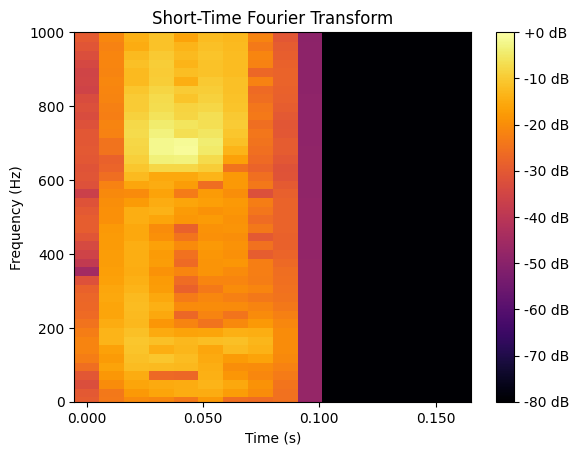 Short-Time Fourier Transform
Frequency (Hz)
1000
800
600
400
200
0
0.000
0.050
0.100
0.150
Time (s)
+0 dB
-10 dB
-20 dB
-30 dB
-40 dB
-50 dB
-60 dB
-70 dB
-80 dB